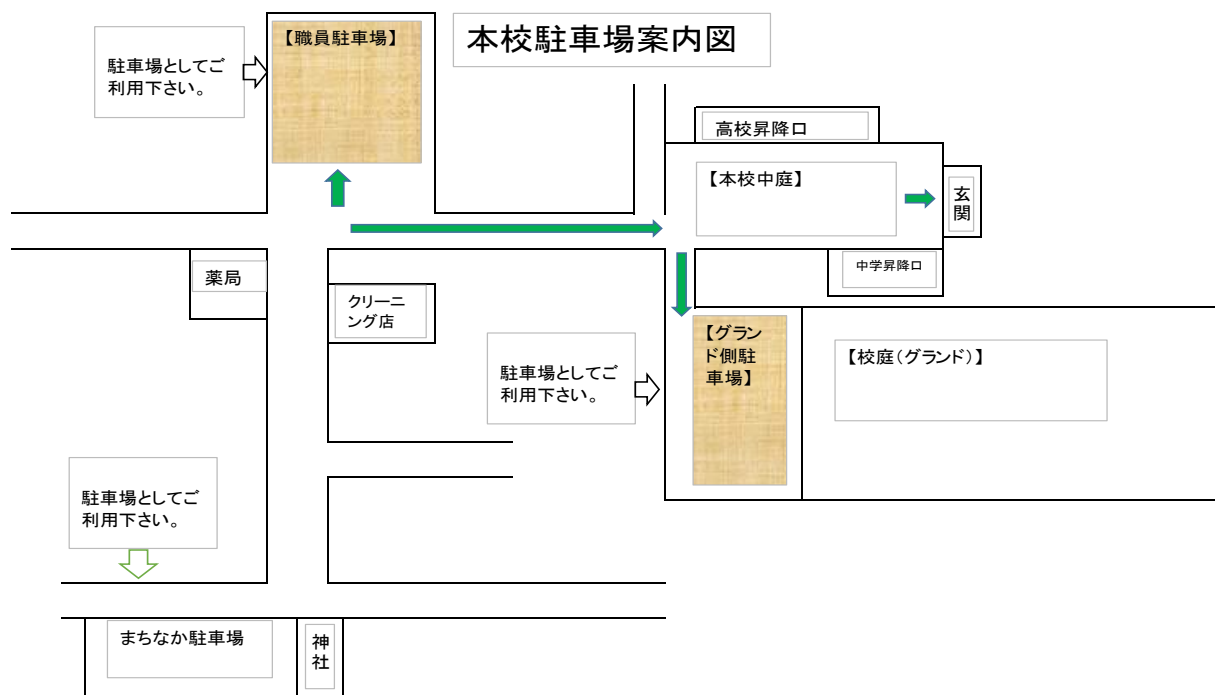 本校駐車場案内図
【職員駐車場】
駐車場としてご
利用下さい。
高校昇降口
【本校中庭】
玄
関
中学昇降口
薬局
クリーニ
ング店
【グラン
ド側駐
車場】
【校庭(グランド)】
駐車場としてご
利用下さい。
駐車場としてご
利用下さい。
まちなか駐車場
神
社